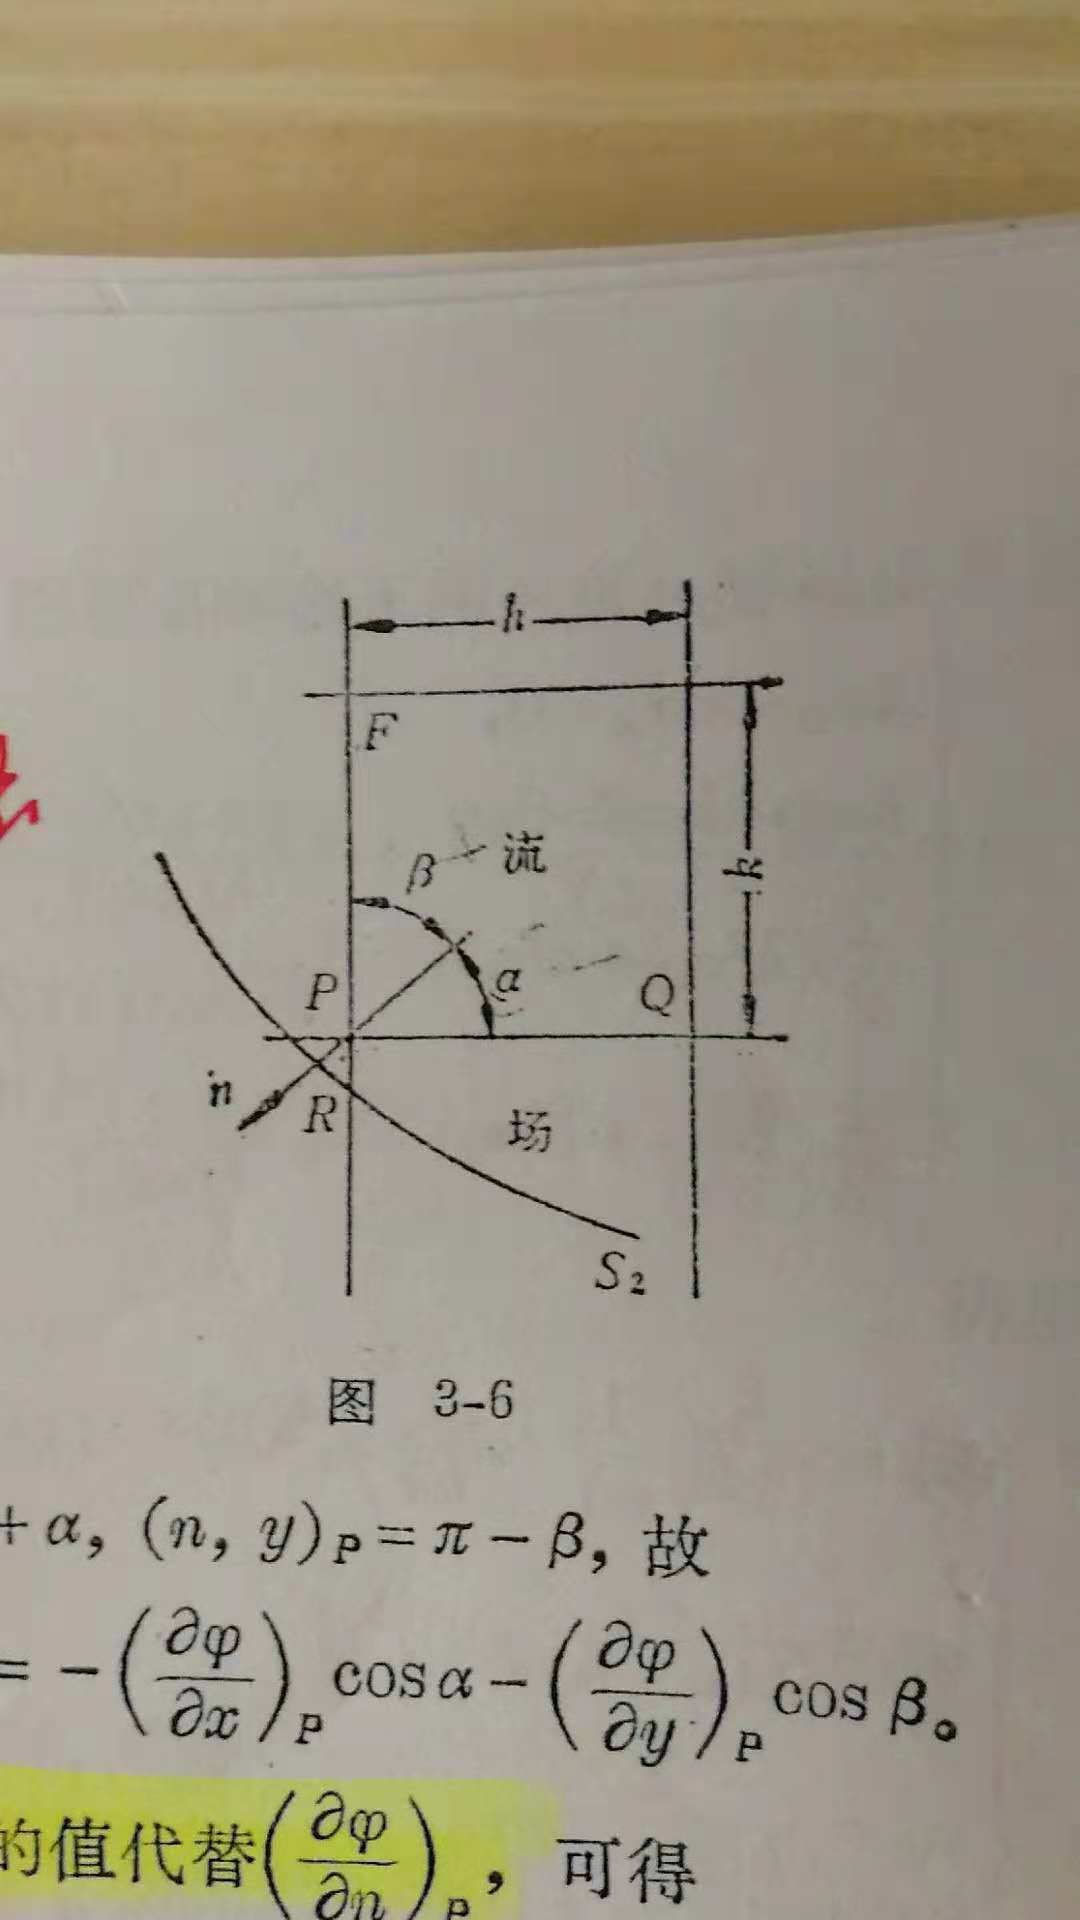 h
F
β 流
k
P α Q
n R 场
S₂
图 3-6
+ α, (n, y)_P = π − β, 故
= −(∂φ/∂x)_P cos α − (∂φ/∂y)_P cos β。
的值代替(∂φ/∂n)_P, 可得